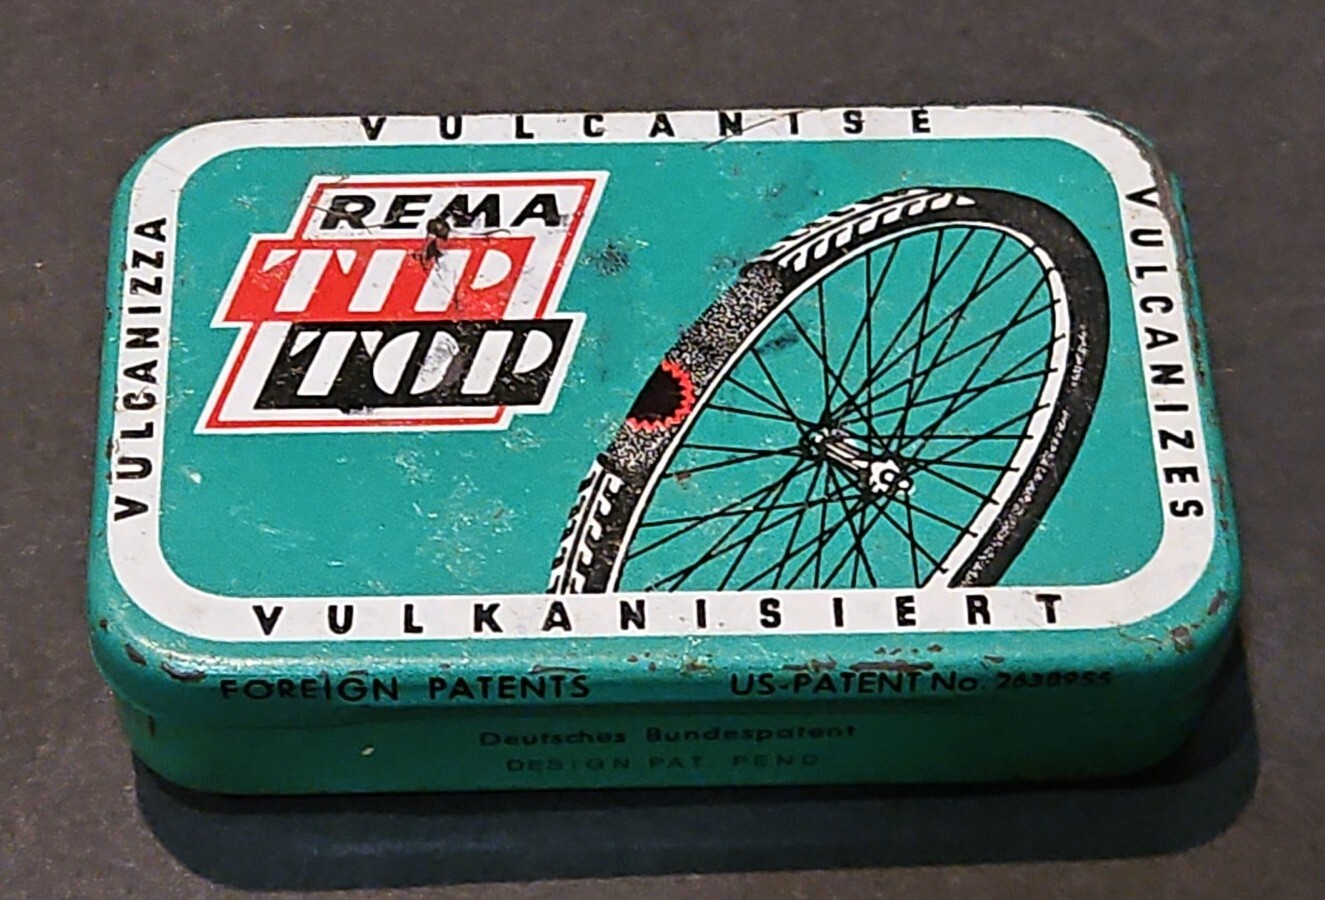 VULCANISE
REMA
TIP
TOP
VULCANIZZA
VULCANIZES
VULKANISIERT
FOREIGN PATENTS US-PATENT No. 2638955
Deutsches Bundespatent
DESIGN PAT PEND